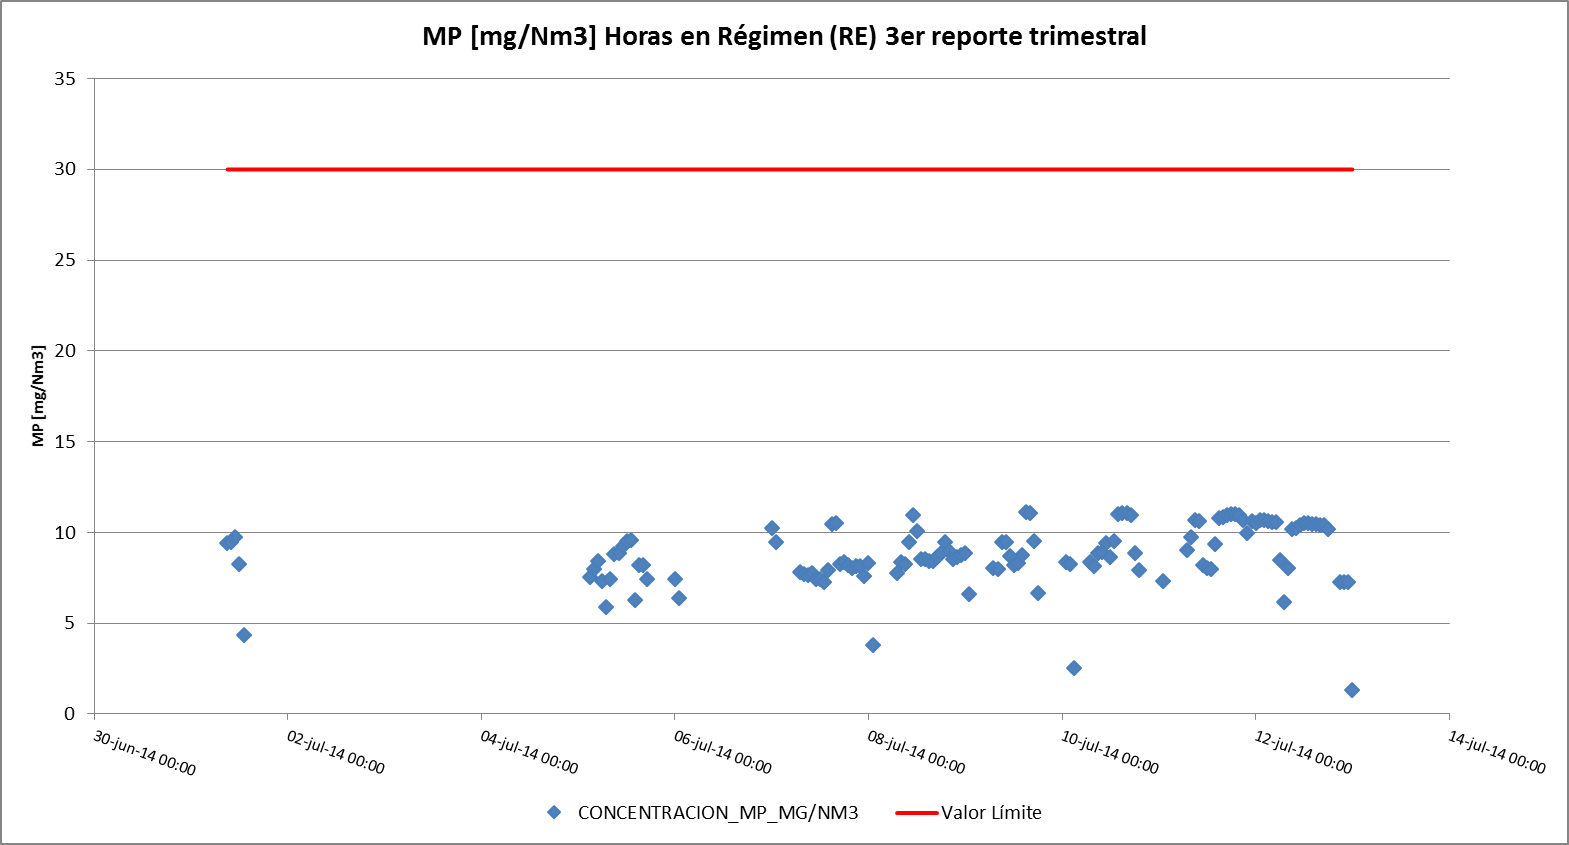 MP [mg/Nm3] Horas en Régimen (RE) 3er reporte trimestral
35
30
25
20
15
10
5
0
MP [mg/Nm3]
30-jun-14 00:00
02-jul-14 00:00
04-jul-14 00:00
06-jul-14 00:00
08-jul-14 00:00
10-jul-14 00:00
12-jul-14 00:00
14-jul-14 00:00
CONCENTRACION_MP_MG/NM3
Valor Límite